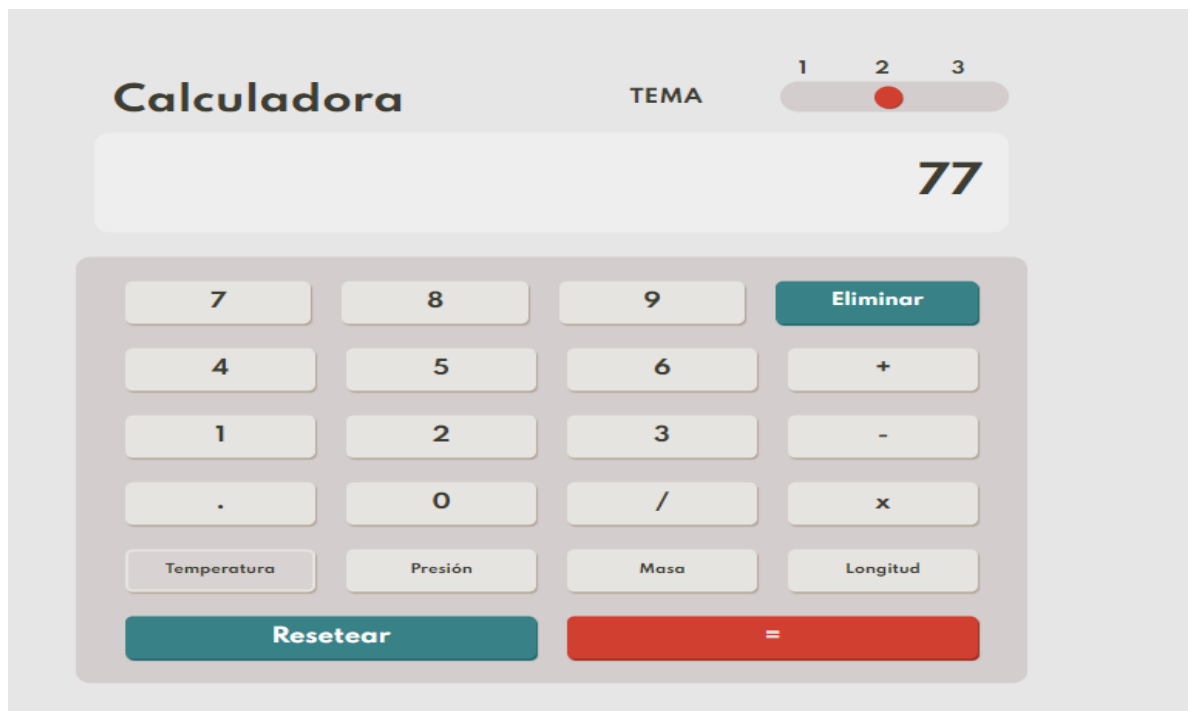 1 2 3
Calculadora TEMA
77
7 8 9 Eliminar
4 5 6 +
1 2 3 -
. 0 / x
Temperatura Presión Masa Longitud
Resetear =